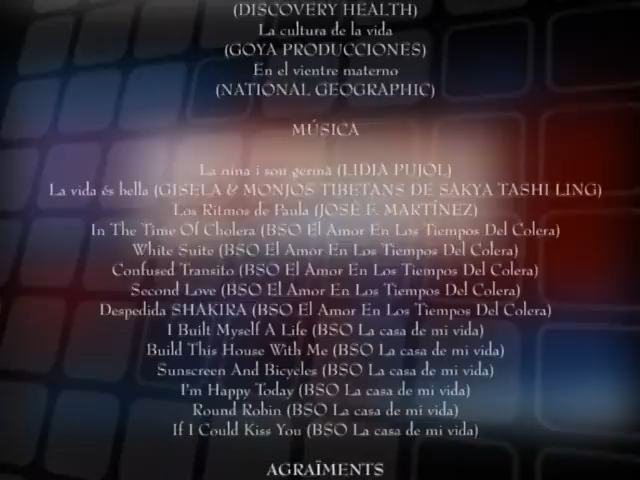 (DISCOVERY HEALTH)
La cultura de la vida
(GOYA PRODUCCIONES)
En el vientre materno
(NATIONAL GEOGRAPHIC)
MÚSICA
La nina i son germà (LIDIA PUJOL)
La vida és bella (GISELA & MONJOS TIBETANS DE SAKYA TASHI LING)
Los Ritmos de Paula (JOSÈ F. MARTÍNEZ)
In The Time Of Cholera (BSO El Amor En Los Tiempos Del Colera)
White Suite (BSO El Amor En Los Tiempos Del Colera)
Confused Transito (BSO El Amor En Los Tiempos Del Colera)
Second Love (BSO El Amor En Los Tiempos Del Colera)
Despedida SHAKIRA (BSO El Amor En Los Tiempos Del Colera)
I Built Myself A Life (BSO La casa de mi vida)
Build This House With Me (BSO La casa de mi vida)
Sunscreen And Bicycles (BSO La casa de mi vida)
I'm Happy Today (BSO La casa de mi vida)
Round Robin (BSO La casa de mi vida)
If I Could Kiss You (BSO La casa de mi vida)
AGRAÏMENTS